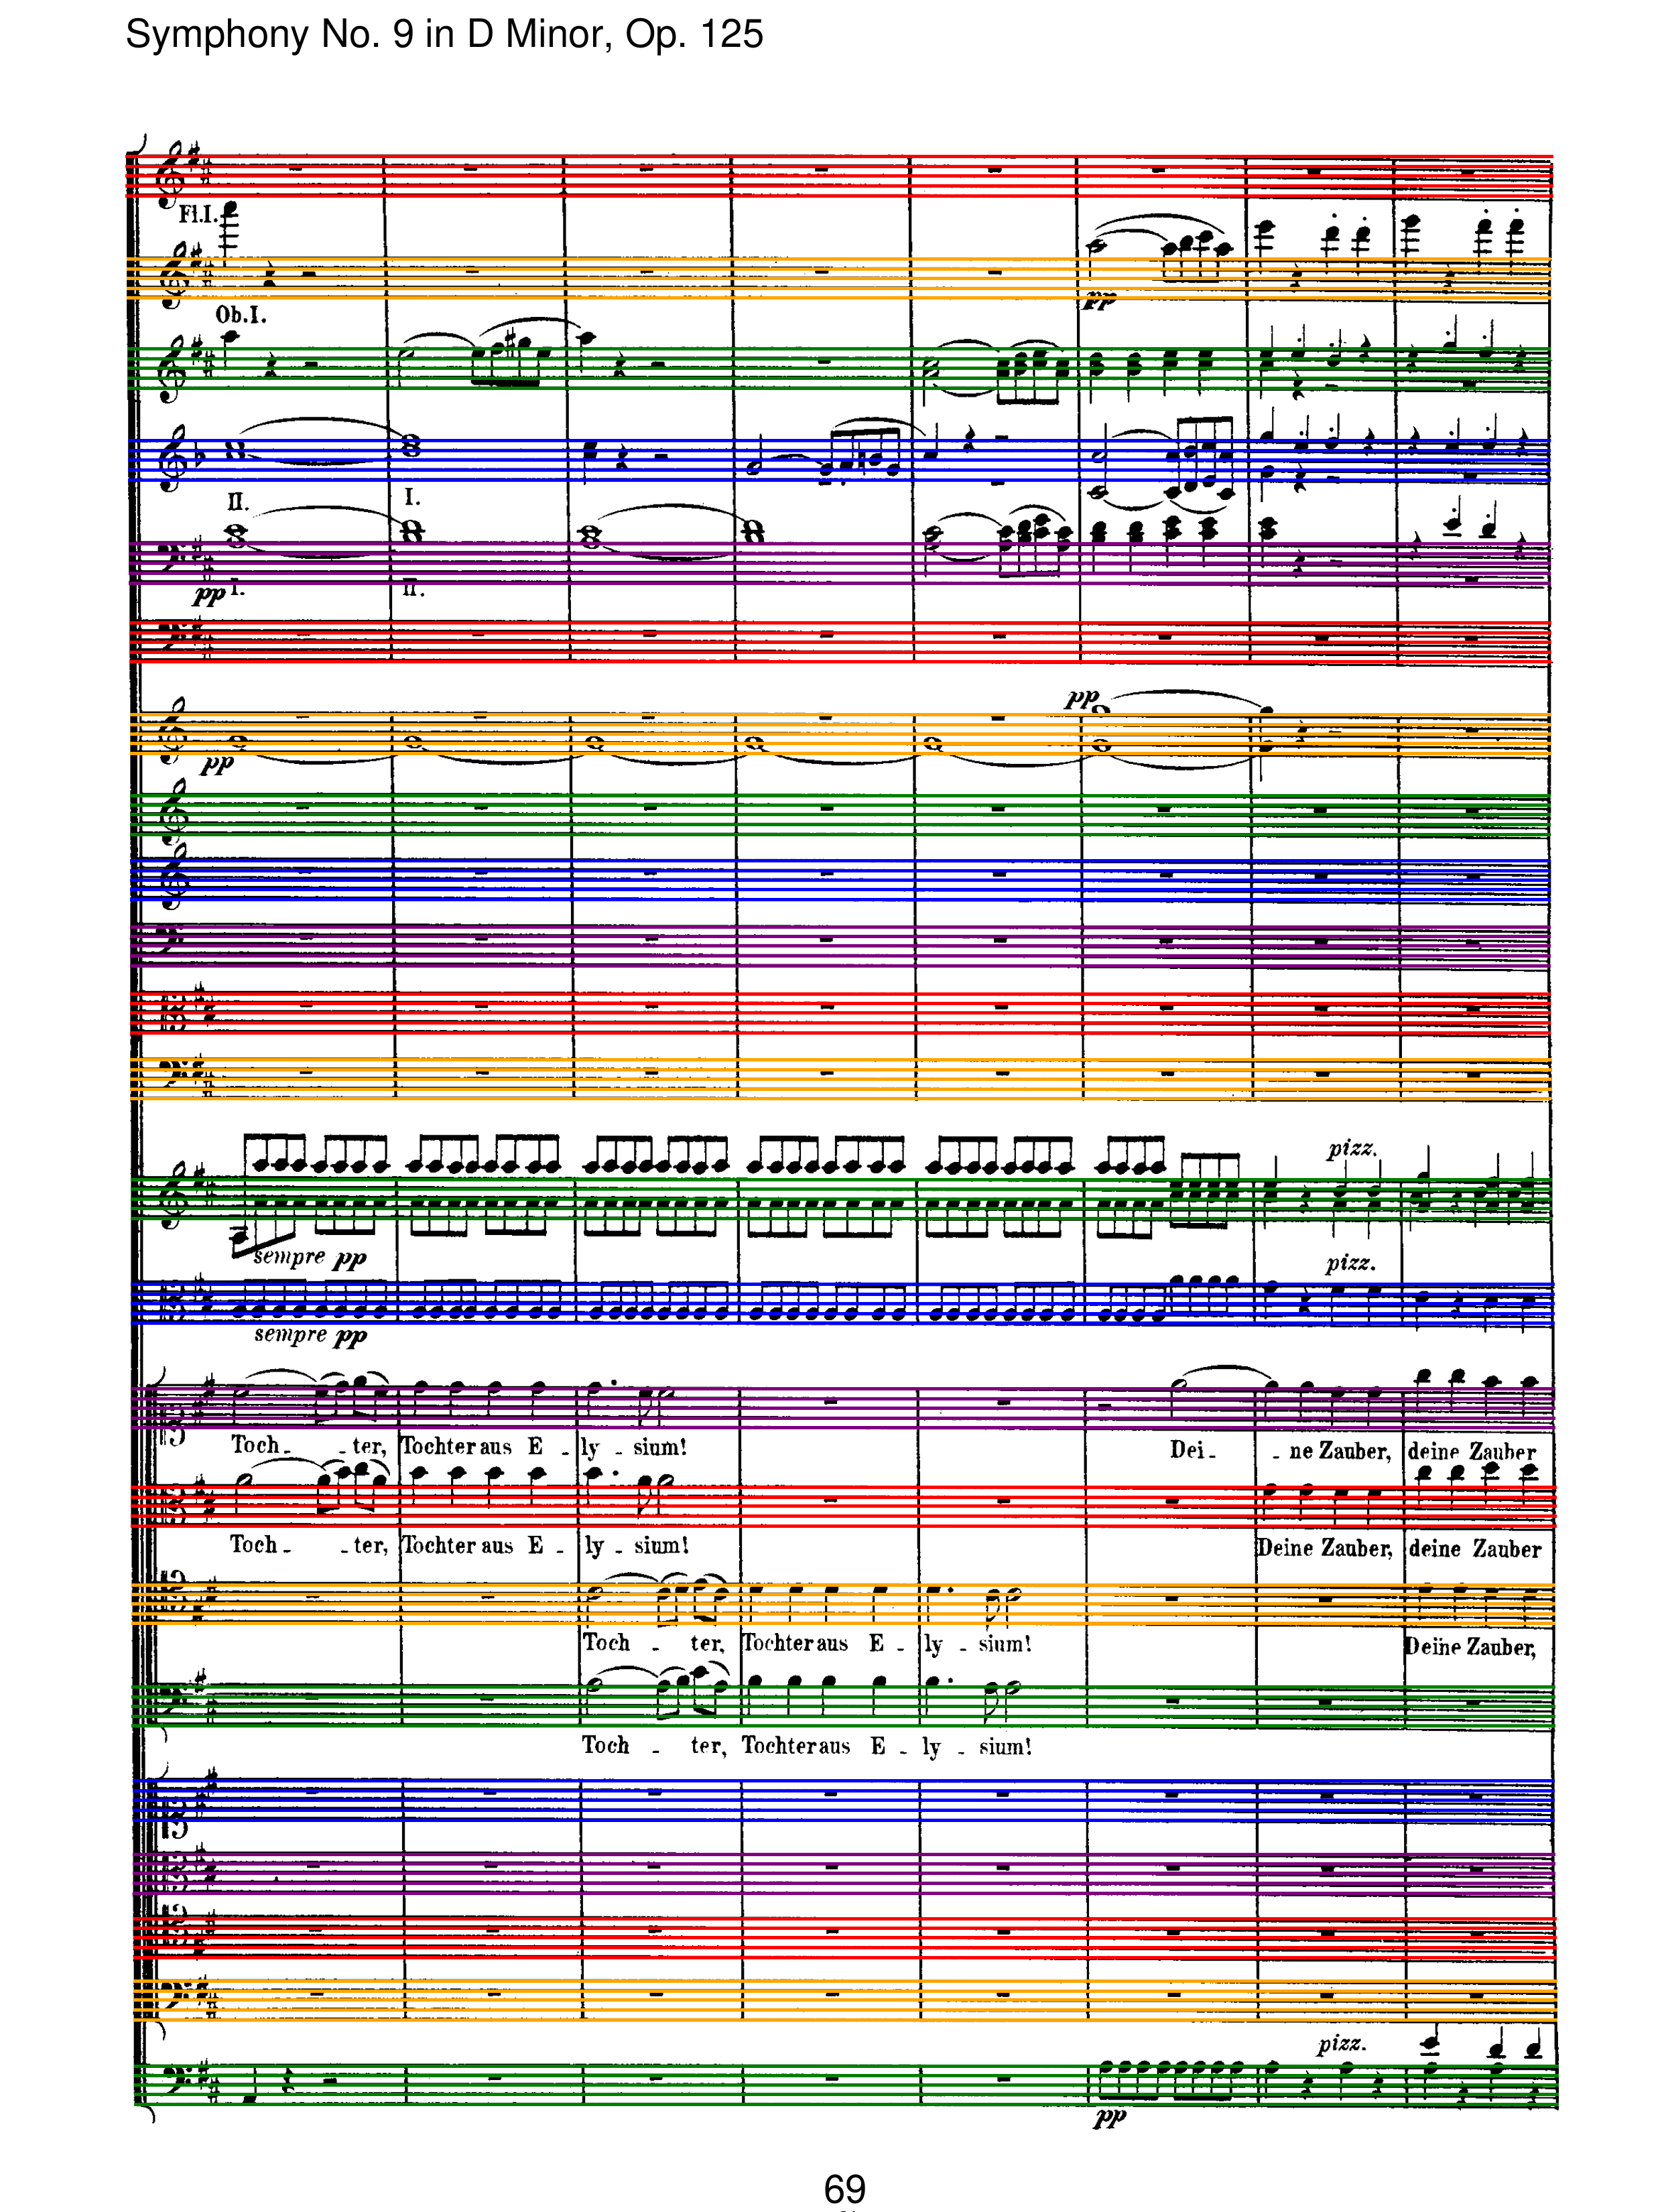 Symphony No. 9 in D Minor, Op. 125
Fl.I.
pp
Ob.I.
II.
I.
pp I.
II.
pp
pp
pizz.
sempre pp
pizz.
sempre pp
Toch - - ter, Tochter aus E - ly - sium! Dei - - ne Zauber, deine Zauber
Toch - - ter, Tochter aus E - ly - sium! Deine Zauber, deine Zauber
Toch - ter, Tochter aus E - ly - sium! Deine Zauber,
Toch - ter, Tochter aus E - ly - sium!
pizz.
pp
69